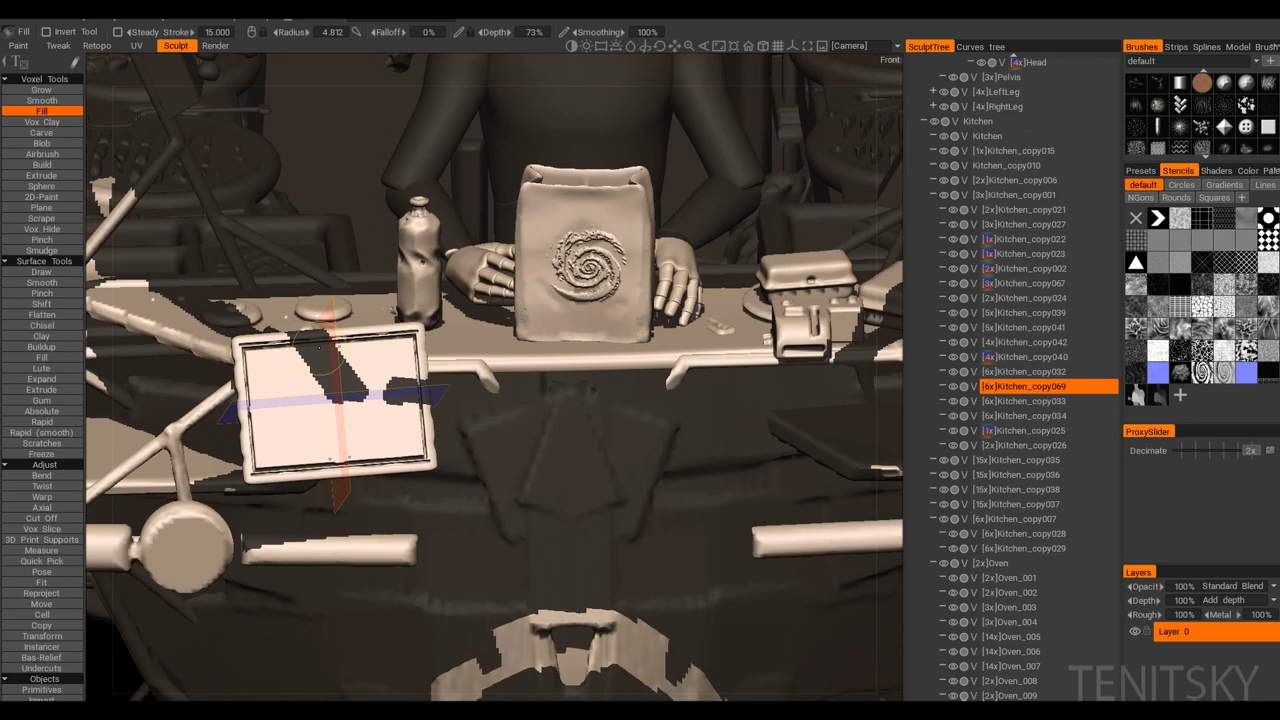 Fill Invert Tool Steady Stroke 15.000 Radius 4.812 Falloff 0% Depth 73% Smoothing 100%
Paint Tweak Retopo UV Sculpt Render [Camera]
Front
Voxel Tools
Grow
Smooth
Fill
Vox Clay
Carve
Blob
Airbrush
Build
Extrude
Sphere
2D-Paint
Plane
Scrape
Vox Hide
Pinch
Smudge
Surface Tools
Draw
Smooth
Pinch
Shift
Flatten
Chisel
Clay
Buildup
Fill
Lute
Expand
Extrude
Gum
Absolute
Rapid
Rapid (smooth)
Scratches
Freeze
Adjust
Bend
Twist
Warp
Axial
Cut Off
Vox Slice
3D Print Supports
Measure
Quick Pick
Pose
Fit
Reproject
Move
Cell
Copy
Transform
Instancer
Bas-Relief
Undercuts
Objects
Primitives
SculptTree Curves tree
V [4x]Head
V [3x]Pelvis
V [4x]LeftLeg
V [4x]RightLeg
V Kitchen
V Kitchen
V [1x]Kitchen_copy015
V Kitchen_copy010
V [2x]Kitchen_copy006
V [3x]Kitchen_copy001
V [2x]Kitchen_copy021
V [3x]Kitchen_copy027
V [1x]Kitchen_copy022
V [1x]Kitchen_copy023
V [2x]Kitchen_copy002
V [3x]Kitchen_copy067
V [2x]Kitchen_copy024
V [5x]Kitchen_copy039
V [5x]Kitchen_copy041
V [4x]Kitchen_copy042
V [4x]Kitchen_copy040
V [6x]Kitchen_copy032
V [6x]Kitchen_copy069
V [6x]Kitchen_copy033
V [6x]Kitchen_copy034
V [1x]Kitchen_copy025
V [2x]Kitchen_copy026
V [15x]Kitchen_copy035
V [15x]Kitchen_copy036
V [15x]Kitchen_copy038
V [15x]Kitchen_copy037
V [6x]Kitchen_copy007
V [6x]Kitchen_copy028
V [6x]Kitchen_copy029
V [2x]Oven
V [2x]Oven_001
V [2x]Oven_002
V [3x]Oven_003
V [3x]Oven_004
V [14x]Oven_005
V [14x]Oven_006
V [14x]Oven_007
V [2x]Oven_008
V [2x]Oven_009
Brushes Strips Splines Model
default
Presets Stencils Shaders Color
default Circles Gradients Lines
NGons Rounds Squares
ProxySlider
Decimate 2x
Layers
Opacit 100% Standard Blend
Depth 100% Add depth
Rough 100% Metal 100%
Layer 0
TENITSKY